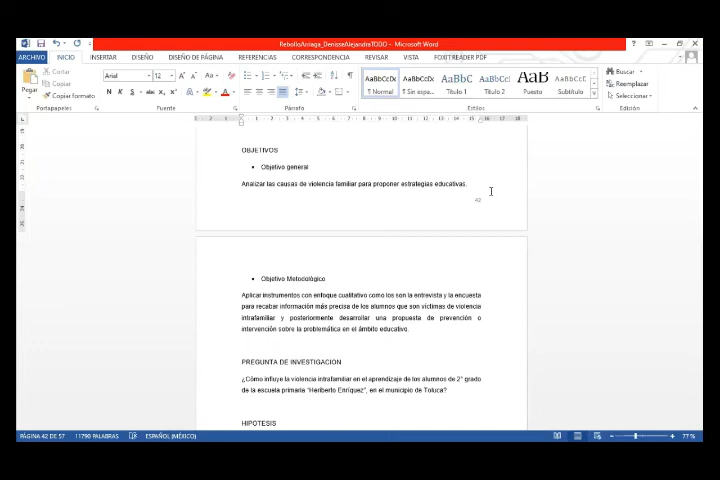 RebolloArriaga_DenisseAlejandraTODO - Microsoft Word
ARCHIVO INICIO INSERTAR DISEÑO DISEÑO DE PÁGINA REFERENCIAS CORRESPONDENCIA REVISAR VISTA FOXIT READER PDF
Pegar
Cortar
Copiar
Copiar formato
Arial
12
N K S
AaBbCcDc AaBbCcDc AaBbC AaBbCcI AaB AaBbCcD
¶ Normal ¶ Sin espa... Título 1 Título 2 Puesto Subtítulo
Buscar
Reemplazar
Seleccionar
Portapapeles Fuente Párrafo Estilos Edición
OBJETIVOS
• Objetivo general
Analizar las causas de violencia familiar para proponer estrategias educativas.
42
• Objetivo Metodológico
Aplicar instrumentos con enfoque cualitativo como los son la entrevista y la encuesta
para recabar información más precisa de los alumnos que son víctimas de violencia
intrafamiliar y posteriormente desarrollar una propuesta de prevención o
intervención sobre la problemática en el ámbito educativo.
PREGUNTA DE INVESTIGACIÓN
¿Cómo influye la violencia intrafamiliar en el aprendizaje de los alumnos de 2° grado
de la escuela primaria “Heriberto Enríquez”, en el municipio de Toluca?
HIPOTESIS
PÁGINA 42 DE 57 11790 PALABRAS ESPAÑOL (MÉXICO) 77 %